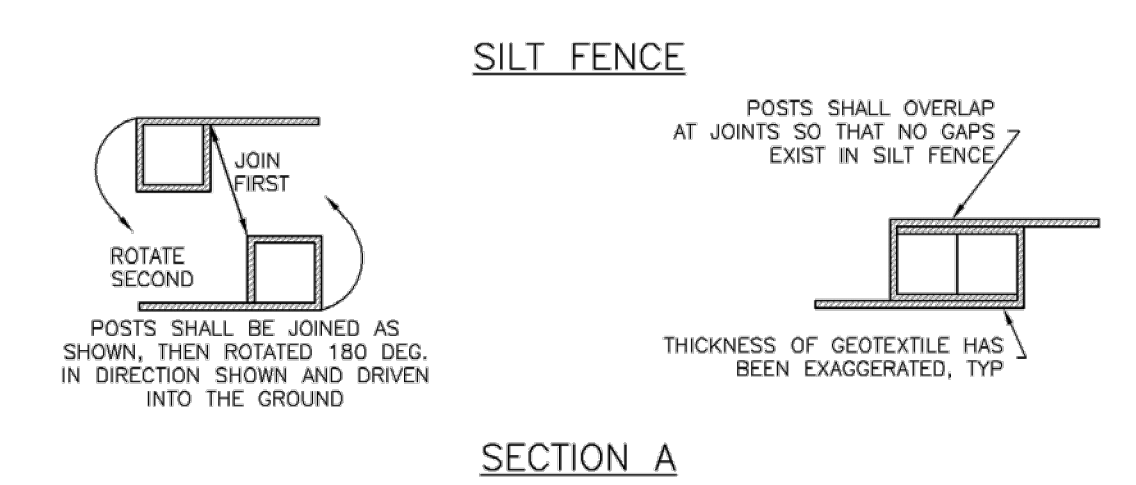 SILT FENCE
JOIN
FIRST
ROTATE
SECOND
POSTS SHALL BE JOINED AS
SHOWN, THEN ROTATED 180 DEG.
IN DIRECTION SHOWN AND DRIVEN
INTO THE GROUND
POSTS SHALL OVERLAP
AT JOINTS SO THAT NO GAPS
EXIST IN SILT FENCE
THICKNESS OF GEOTEXTILE HAS
BEEN EXAGGERATED, TYP
SECTION A